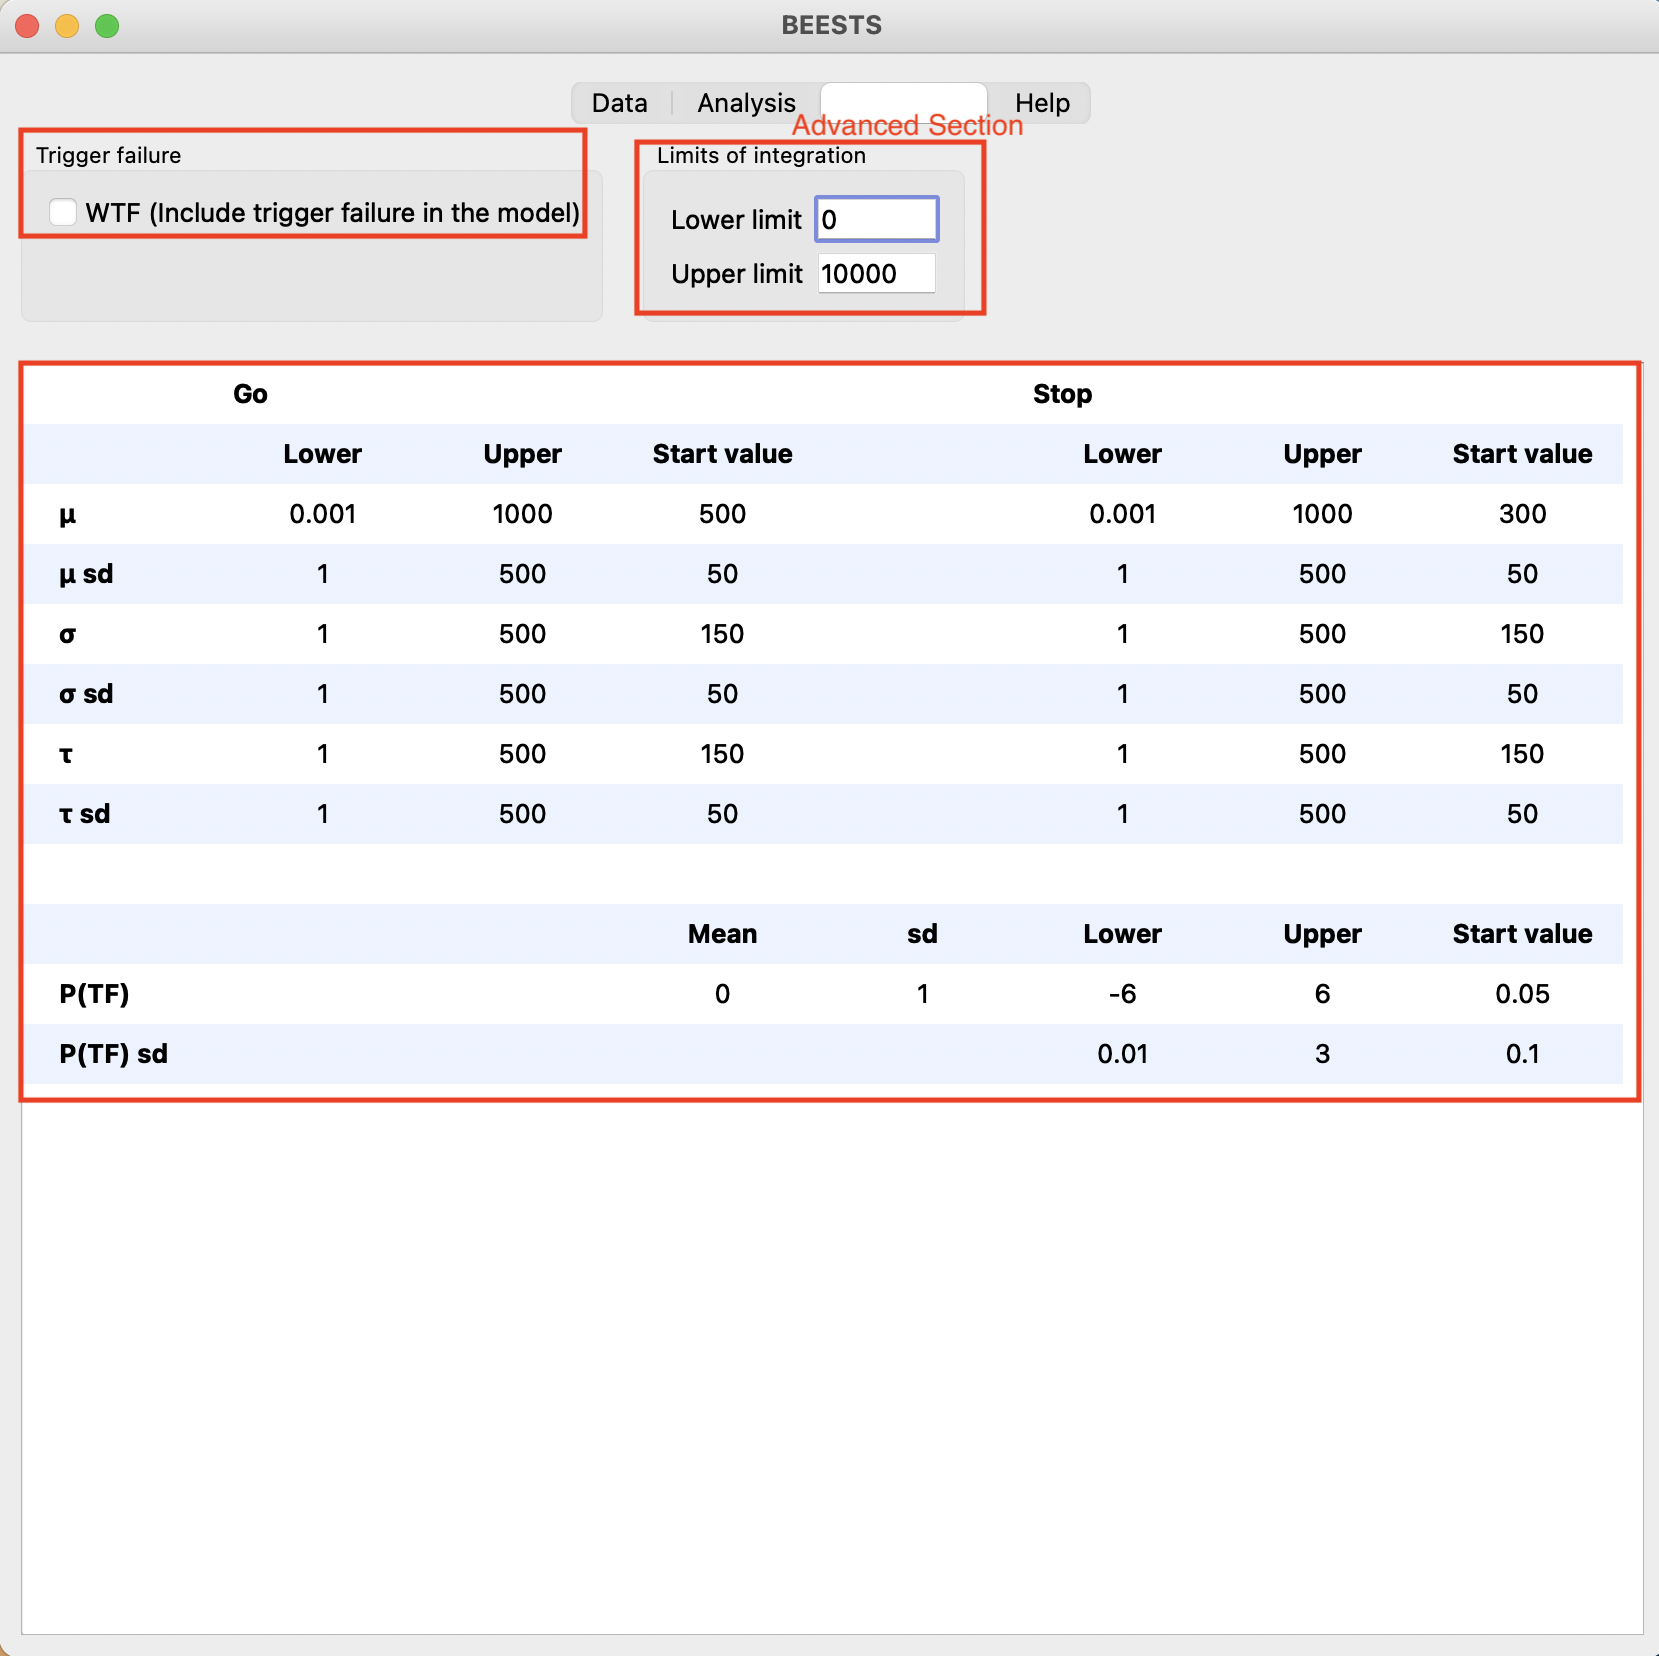 BEESTS
Data Analysis Help
Advanced Section
Trigger failure
WTF (Include trigger failure in the model)
Limits of integration
Lower limit 0
Upper limit 10000
Go Stop
Lower Upper Start value Lower Upper Start value
μ 0.001 1000 500 0.001 1000 300
μ sd 1 500 50 1 500 50
σ 1 500 150 1 500 150
σ sd 1 500 50 1 500 50
τ 1 500 150 1 500 150
τ sd 1 500 50 1 500 50
Mean sd Lower Upper Start value
P(TF) 0 1 -6 6 0.05
P(TF) sd 0.01 3 0.1